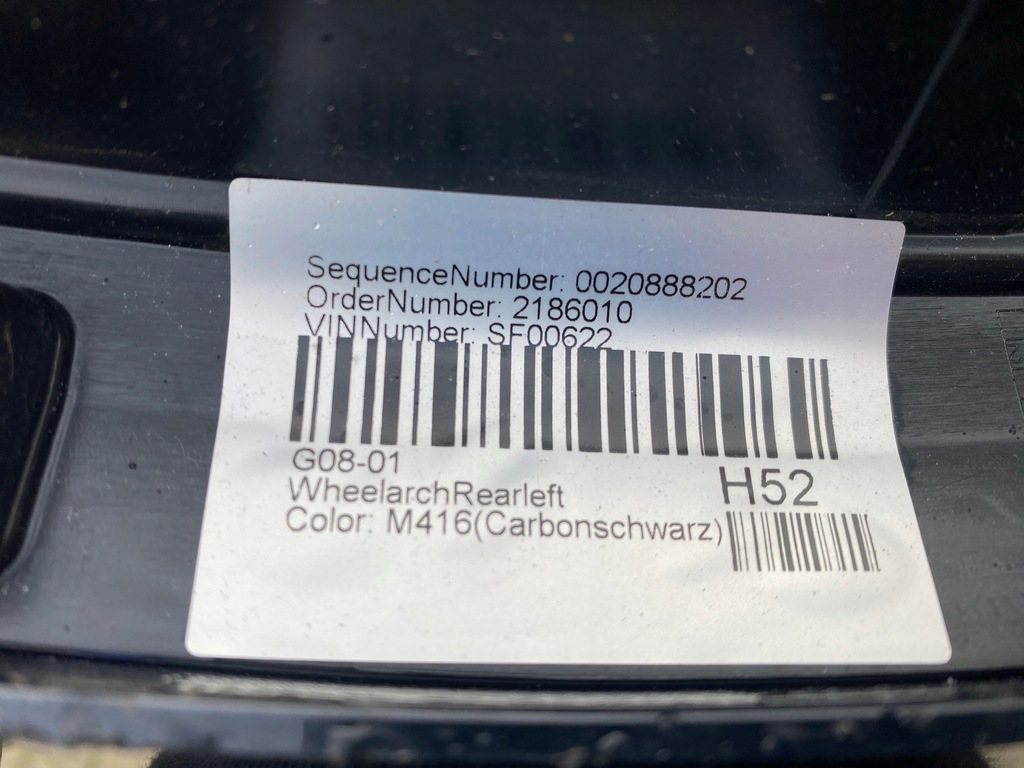 SequenceNumber: 0020888202
OrderNumber: 2186010
VINNumber: SF00622
G08-01
WheelarchRearleft
H52
Color: M416(Carbonschwarz)